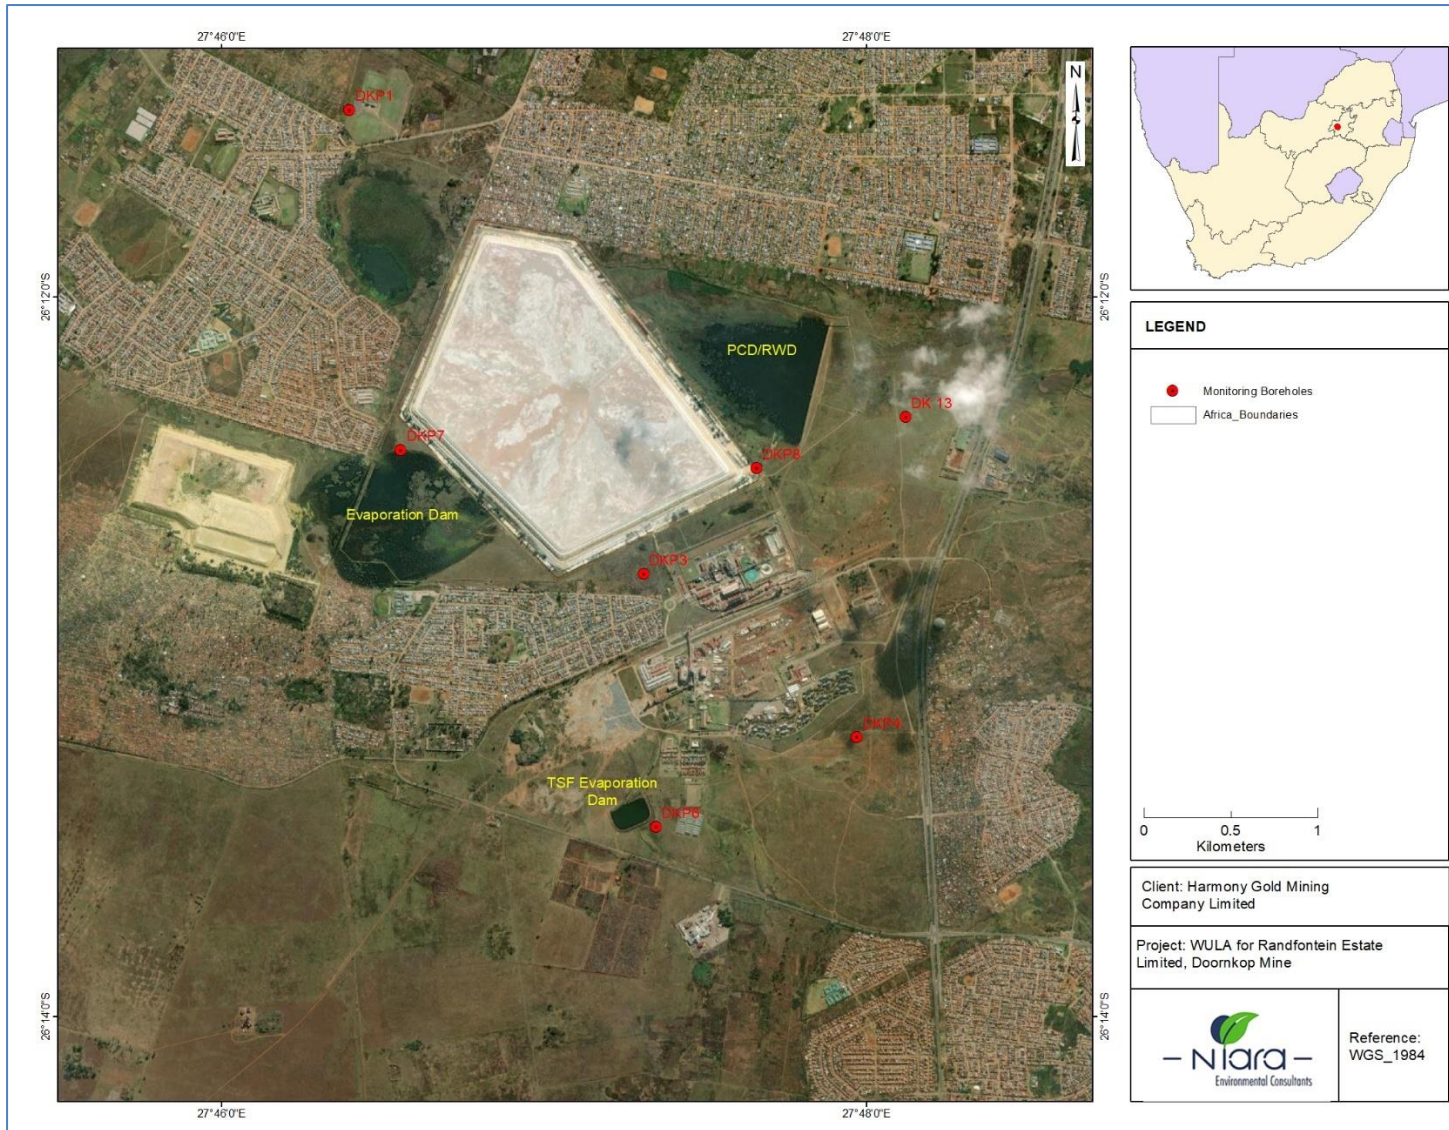 27°46'0"E
27°48'0"E
N
DKP1
26°12'0"S
26°12'0"S
PCD/RWD
DK 13
DKP7
DKP8
Evaporation Dam
DKP3
DKP4
TSF Evaporation
Dam
DKP6
26°14'0"S
26°14'0"S
27°46'0"E
27°48'0"E
LEGEND
Monitoring Boreholes
Africa_Boundaries
0 0.5 1
Kilometers
Client: Harmony Gold Mining
Company Limited
Project: WULA for Randfontein Estate
Limited, Doornkop Mine
NIara
Environmental Consultants
Reference:
WGS_1984